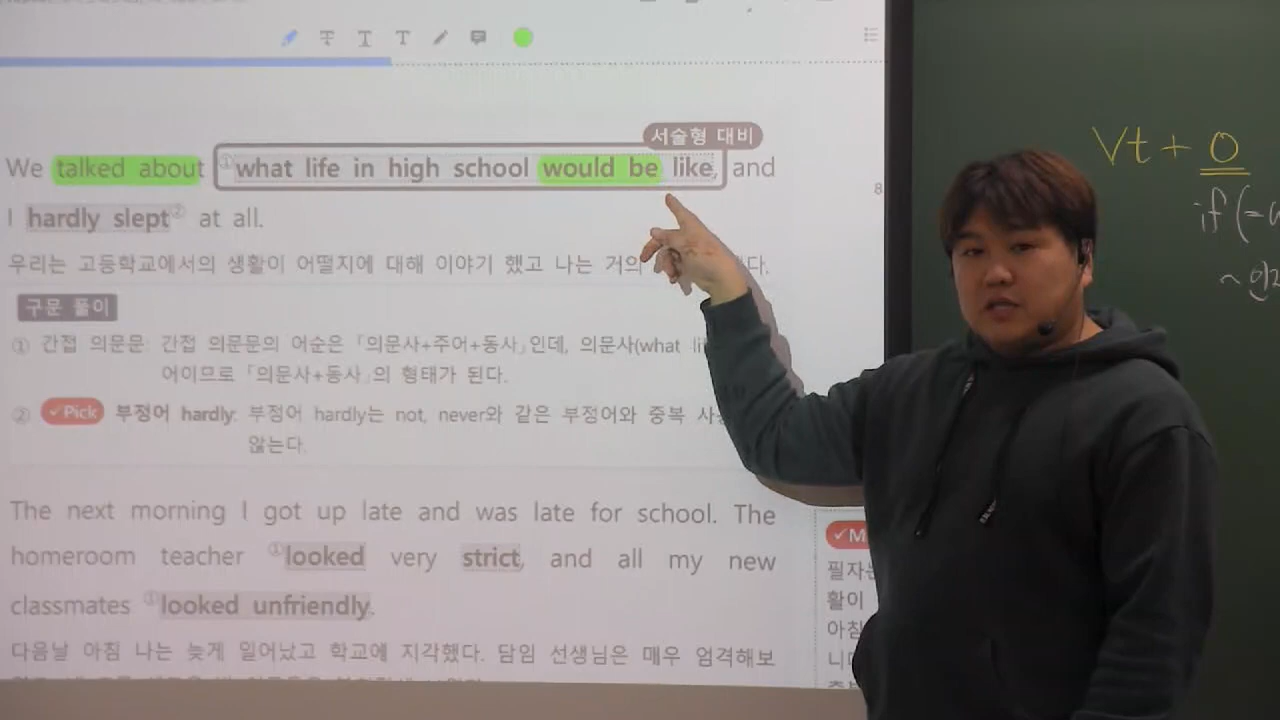 서술형 대비
We talked about ①what life in high school would be like, and
8
I hardly slept② at all.
우리는 고등학교에서의 생활이 어떨지에 대해 이야기 했고 나는 거의
구문 풀이
① 간접 의문문: 간접 의문문의 어순은 「의문사+주어+동사」인데, 의문사(what
어이므로 「의문사+동사」의 형태가 된다.
② ✓Pick 부정어 hardly: 부정어 hardly는 not, never와 같은 부정어와 중복
않는다.
The next morning I got up late and was late for school. The
homeroom teacher ①looked very strict, and all my new
classmates ①looked unfriendly.
다음날 아침 나는 늦게 일어났고 학교에 지각했다. 담임 선생님은 매우 엄격해보
필자는
활이
아침
Vt + O
if (=